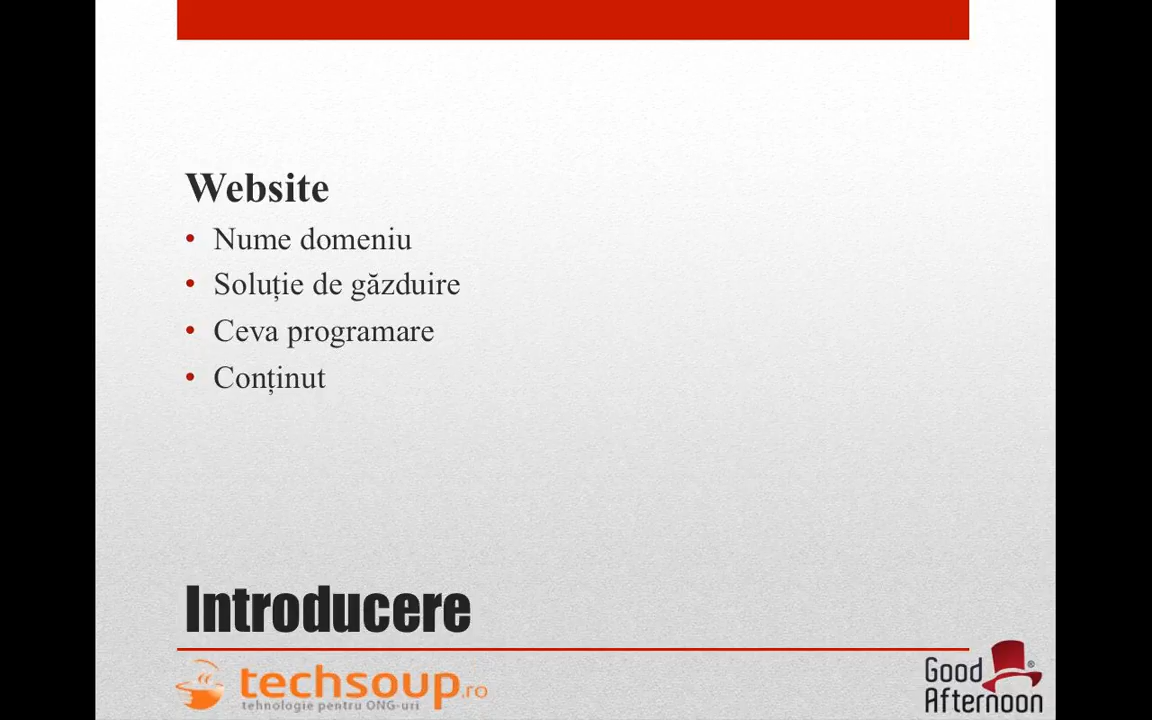 Website
• Nume domeniu
• Soluție de găzduire
• Ceva programare
• Conținut
Introducere
techsoup.ro
tehnologie pentru ONG-uri
Good
Afternoon
®